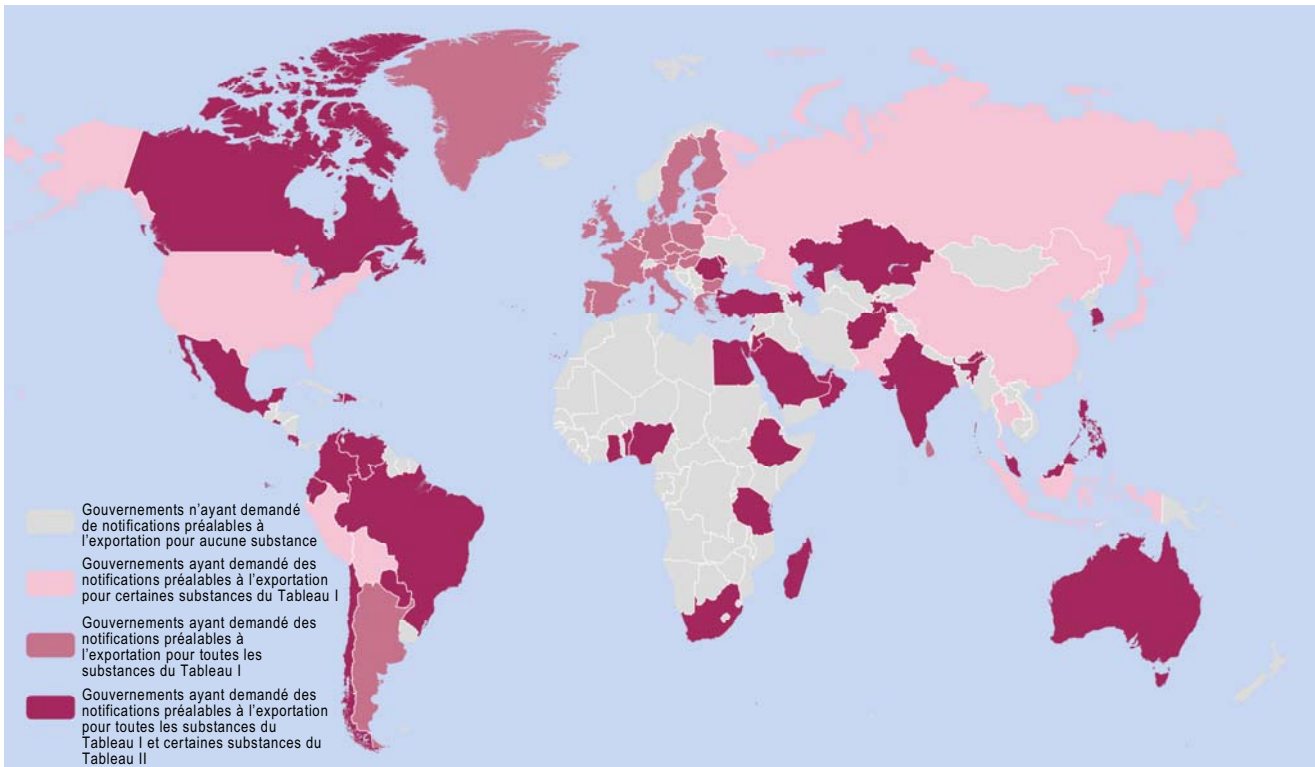 Gouvernements n'ayant demandé
de notifications préalables à
l'exportation pour aucune substance
Gouvernements ayant demandé des
notifications préalables à l'exportation
pour certaines substances du Tableau I
Gouvernements ayant demandé des
notifications préalables à
l'exportation pour toutes les
substances du Tableau I
Gouvernements ayant demandé des
notifications préalables à l'exportation
pour toutes les substances du
Tableau I et certaines substances du
Tableau II